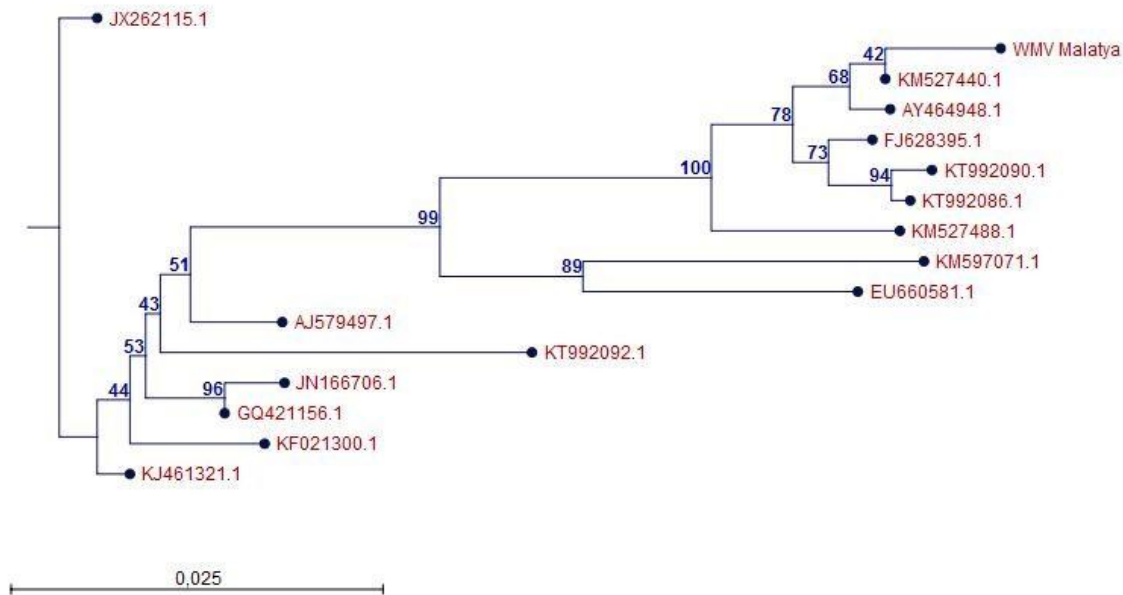 JX262115.1
WMV Malatya
42
KM527440.1
68
AY464948.1
78
FJ628395.1
73
KT992090.1
100
94
KT992086.1
99
KM527488.1
KM597071.1
89
51
EU660581.1
43
AJ579497.1
53
KT992092.1
44
96
JN166706.1
GQ421156.1
KF021300.1
KJ461321.1
0,025